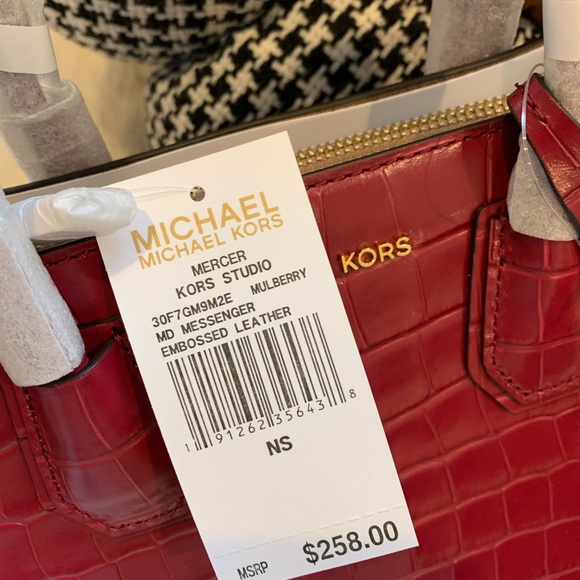 MICHAEL
MICHAEL KORS
MERCER
KORS STUDIO
30F7GM9M2E MULBERRY
MD MESSENGER
EMBOSSED LEATHER
1 91262 35643 8
NS
MSRP $258.00
KORS